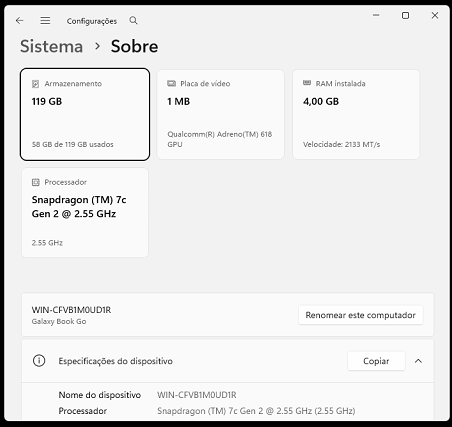 Configurações
Sistema > Sobre
Armazenamento
119 GB
58 GB de 119 GB usados
Placa de vídeo
1 MB
Qualcomm(R) Adreno(TM) 618
GPU
RAM instalada
4,00 GB
Velocidade: 2133 MT/s
Processador
Snapdragon (TM) 7c
Gen 2 @ 2.55 GHz
2.55 GHz
WIN-CFVB1M0UD1R
Galaxy Book Go
Renomear este computador
Especificações do dispositivo
Copiar
Nome do dispositivo WIN-CFVB1M0UD1R
Processador Snapdragon (TM) 7c Gen 2 @ 2.55 GHz (2.55 GHz)